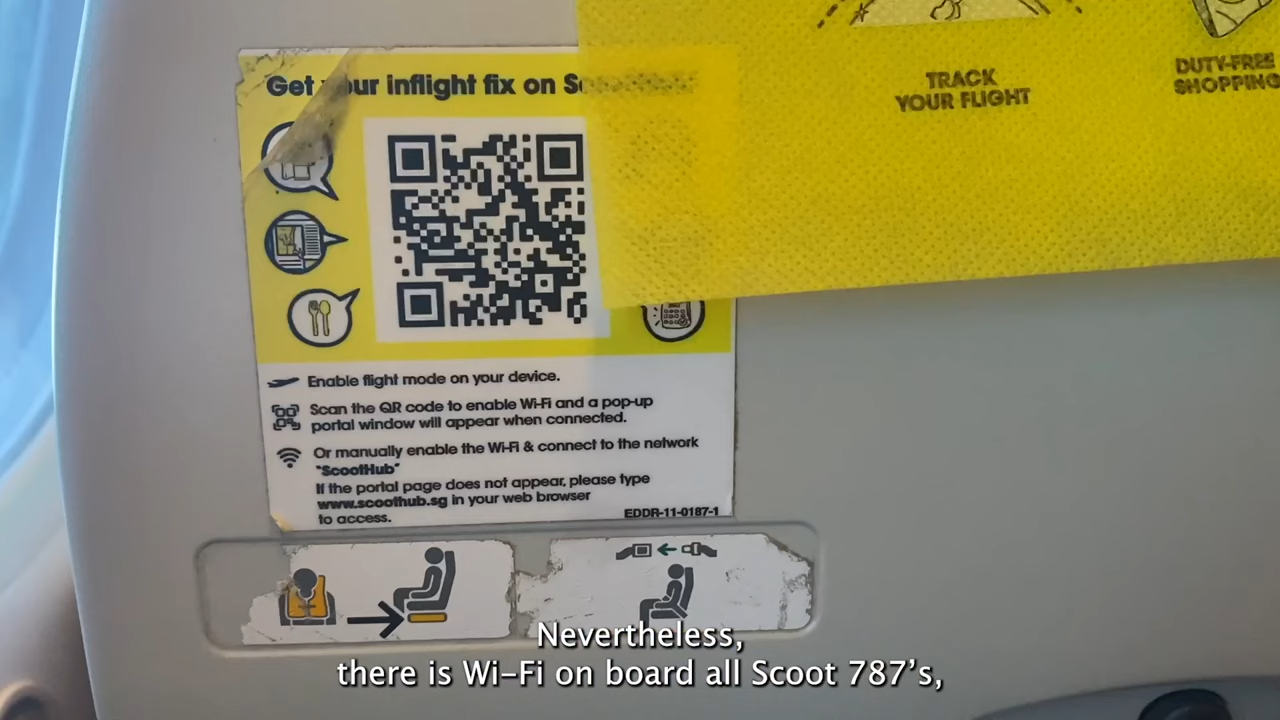 Get your inflight fix on
TRACK
YOUR FLIGHT
DUTY-FREE
SHOPPING
Enable flight mode on your device.
Scan the QR code to enable Wi-Fi and a pop-up
portal window will appear when connected.
Or manually enable the Wi-Fi & connect to the network
"ScootHub"
If the portal page does not appear, please type
www.scoothub.sg in your web browser
to access.
EDDR-11-0187-1
Nevertheless,
there is Wi-Fi on board all Scoot 787's,